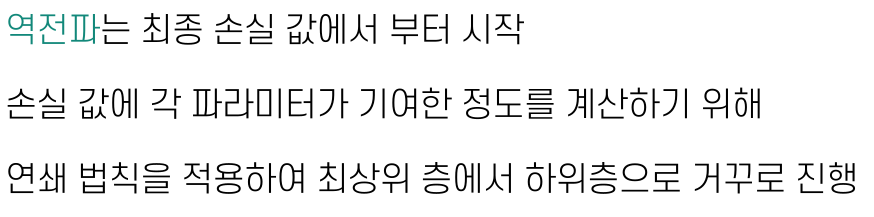 역전파는 최종 손실 값에서 부터 시작
손실 값에 각 파라미터가 기여한 정도를 계산하기 위해
연쇄 법칙을 적용하여 최상위 층에서 하위층으로 거꾸로 진행